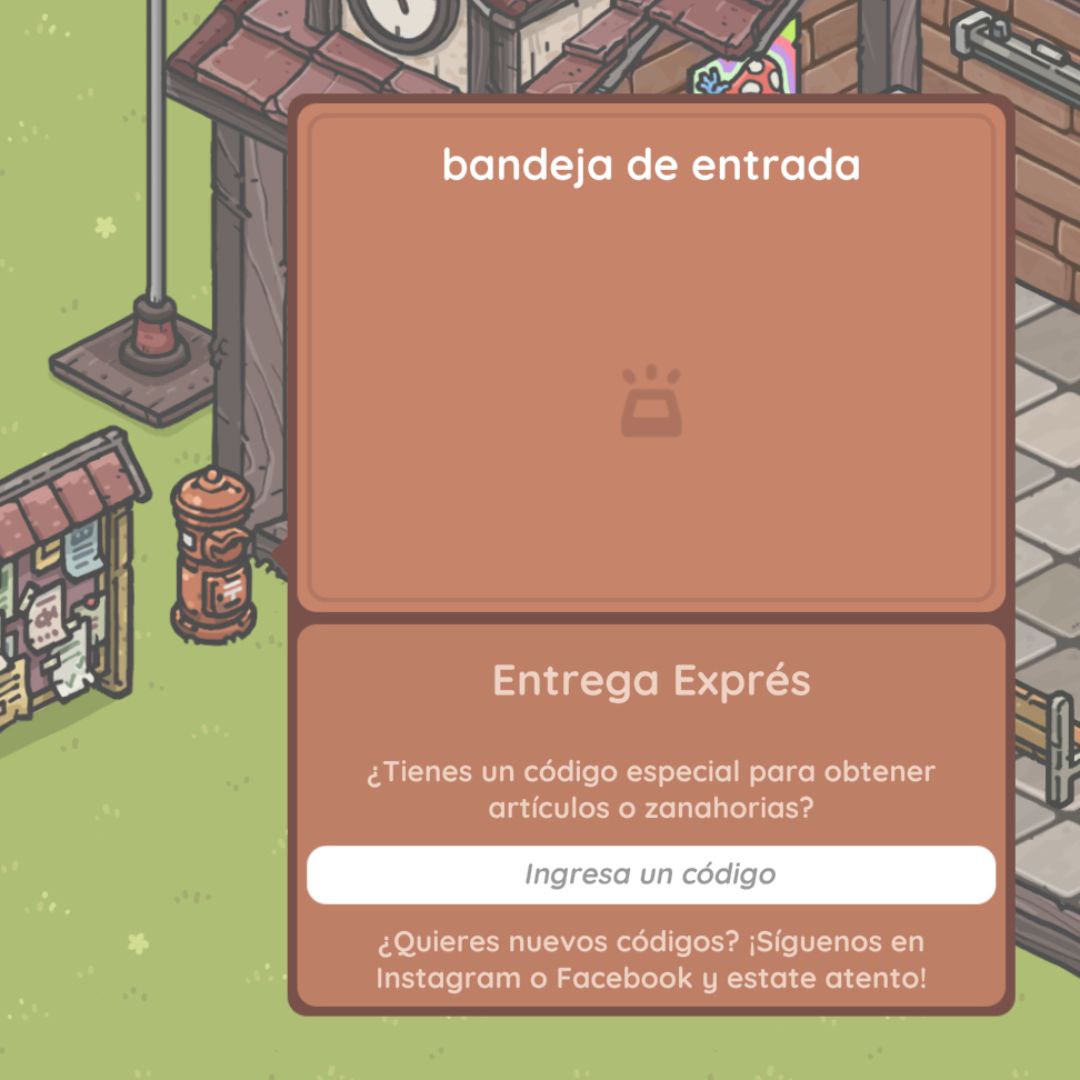 bandeja de entrada
Entrega Exprés
¿Tienes un código especial para obtener
artículos o zanahorias?
Ingresa un código
¿Quieres nuevos códigos? ¡Síguenos en
Instagram o Facebook y estate atento!